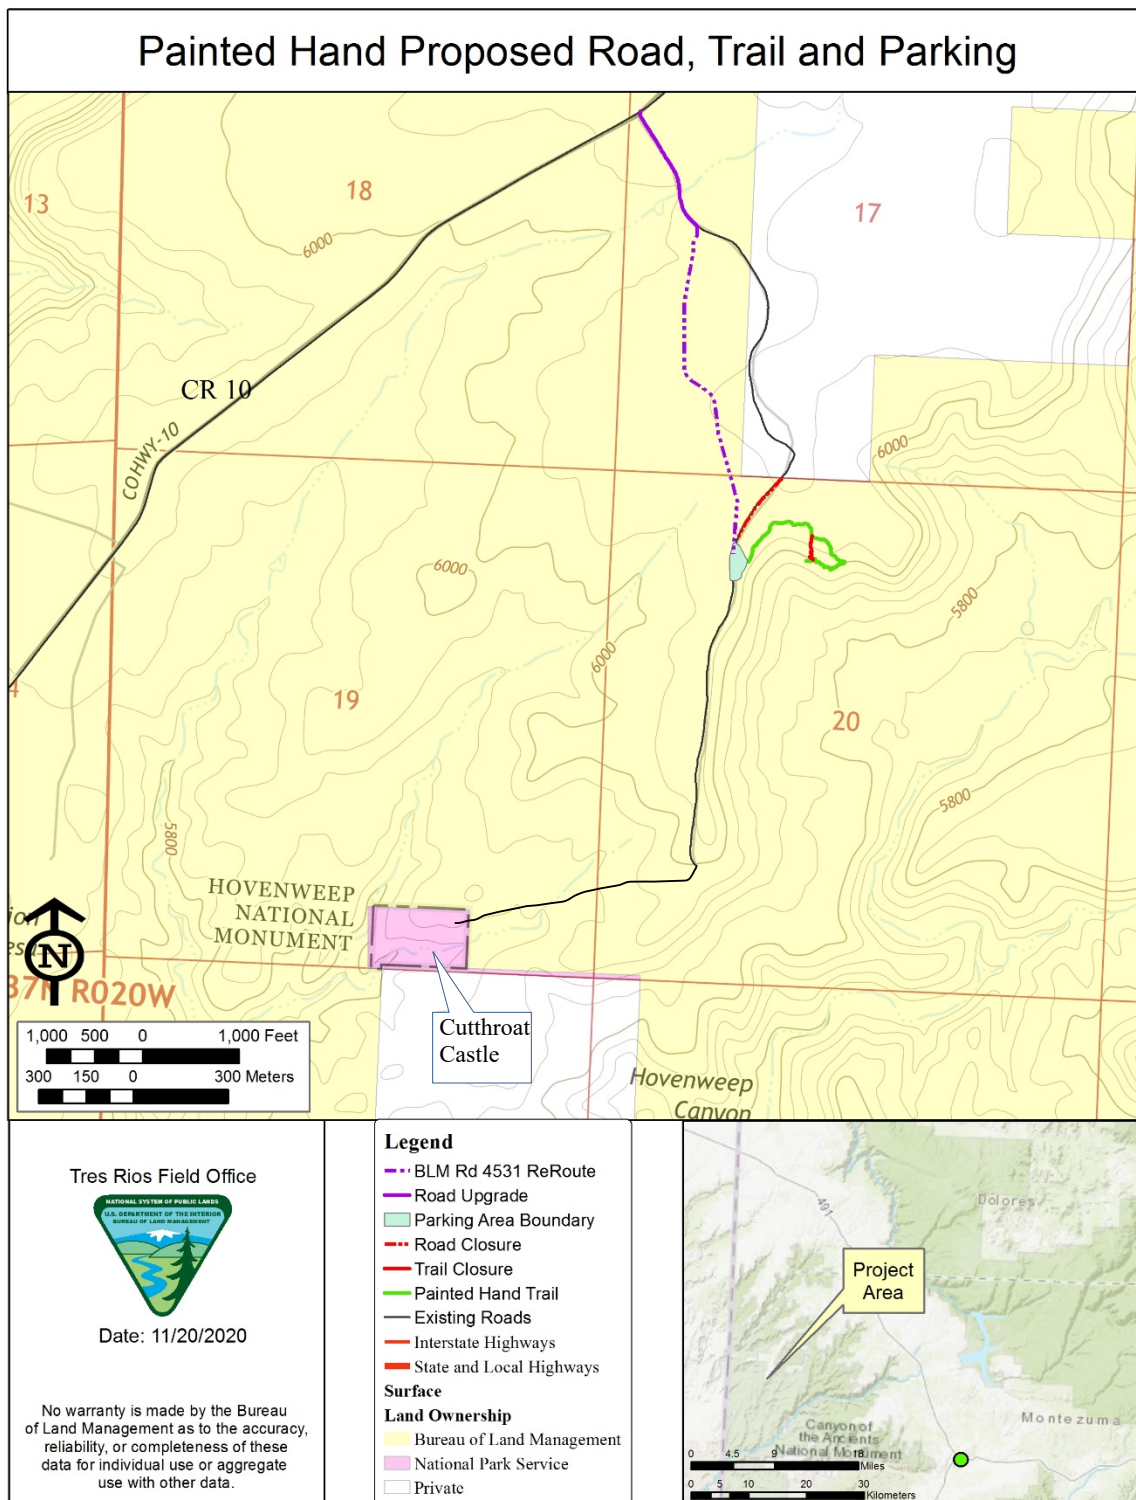 Painted Hand Proposed Road, Trail and Parking
13
18
17
6000
CR 10
COHWY-10
6000
6000
6000
5800
19
20
5800
5800
HOVENWEEP
NATIONAL
MONUMENT
N
R020W
Cutthroat
Castle
Hovenweep
Canyon
1,000 500 0 1,000 Feet
300 150 0 300 Meters
Tres Rios Field Office
NATIONAL SYSTEM OF PUBLIC LANDS
U.S. DEPARTMENT OF THE INTERIOR
BUREAU OF LAND MANAGEMENT
Date: 11/20/2020
No warranty is made by the Bureau
of Land Management as to the accuracy,
reliability, or completeness of these
data for individual use or aggregate
use with other data.
Legend
BLM Rd 4531 ReRoute
Road Upgrade
Parking Area Boundary
Road Closure
Trail Closure
Painted Hand Trail
Existing Roads
Interstate Highways
State and Local Highways
Surface
Land Ownership
Bureau of Land Management
National Park Service
Private
491
Dolores
Project
Area
Montezuma
Canyon of
the Ancients
National Monument
0 4.5 9 18
Miles
0 5 10 20 30
Kilometers